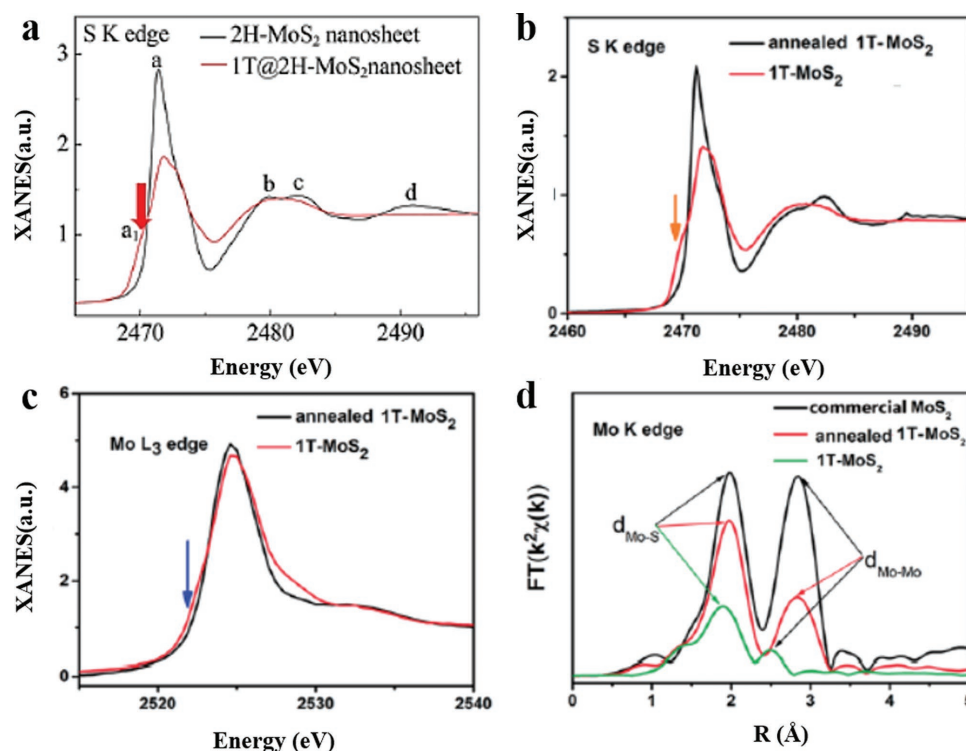 a
S K edge
2H-MoS₂ nanosheet
1T@2H-MoS₂nanosheet
a
a₁
b
c
d
XANES(a.u.)
3
2
1
2470
2480
2490
Energy (eV)
b
S K edge
annealed 1T-MoS₂
1T-MoS₂
XANES(a.u.)
2
1
0
2460
2470
2480
2490
Energy (eV)
c
Mo L₃ edge
annealed 1T-MoS₂
1T-MoS₂
XANES(a.u.)
6
4
2
0
2520
2530
2540
Energy (eV)
d
Mo K edge
commercial MoS₂
annealed 1T-MoS₂
1T-MoS₂
d Mo-S
d Mo-Mo
FT(k²χ(k))
0
1
2
3
4
5
R (Å)